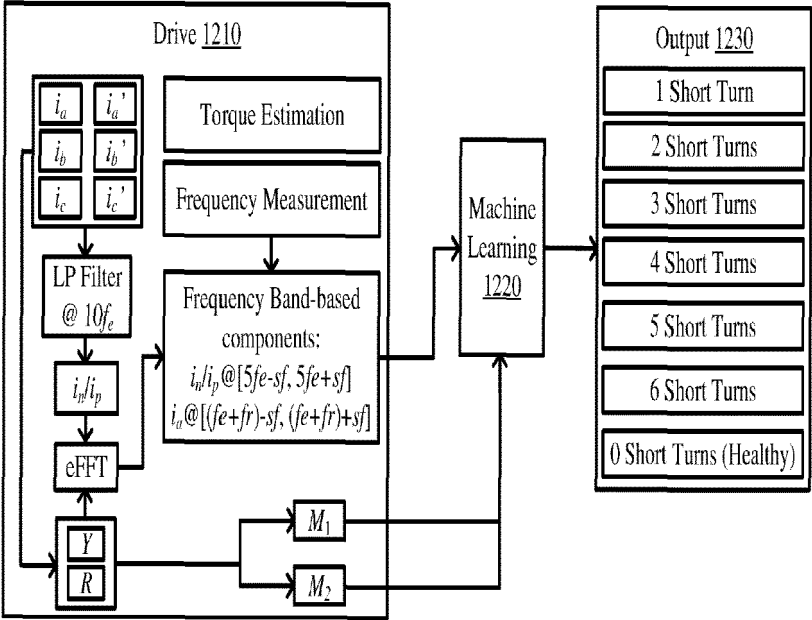 Drive 1210
i_a i_a'
i_b i_b'
i_c i_c'
LP Filter
@ 10f_e
i_n/i_p
eFFT
Y
R
Torque Estimation
Frequency Measurement
Frequency Band-based
components:
i_n/i_p@[5fe-sf, 5fe+sf]
i_a@[(fe+fr)-sf, (fe+fr)+sf]
M_1
M_2
Machine
Learning
1220
Output 1230
1 Short Turn
2 Short Turns
3 Short Turns
4 Short Turns
5 Short Turns
6 Short Turns
0 Short Turns (Healthy)